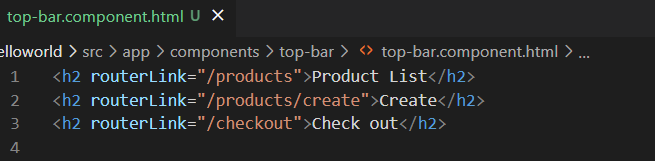 top-bar.component.html U ×
elloworld > src > app > components > top-bar > <> top-bar.component.html > ...
1 <h2 routerLink="/products">Product List</h2>
2 <h2 routerLink="/products/create">Create</h2>
3 <h2 routerLink="/checkout">Check out</h2>
4